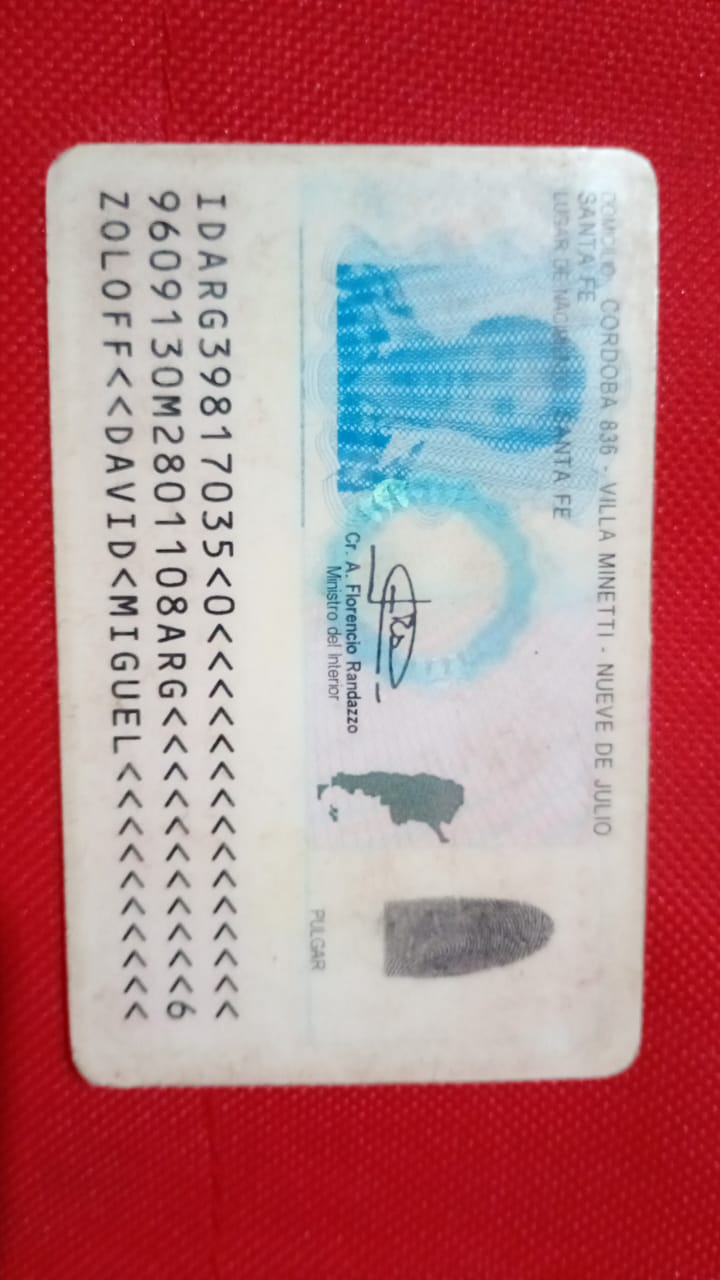 DOMICILIO CORDOBA 836 - VILLA MINETTI - NUEVE DE JULIO
SANTA FE
LUGAR DE NACIMIENTO SANTA FE
Cr. A. Florencio Randazzo
Ministro del Interior
PULGAR
IDARG39817035<0<<<<<<<<<<<<<<<
9609130M2801108ARG<<<<<<<<<<<6
ZOLOFF<<DAVID<MIGUEL<<<<<<<<<<